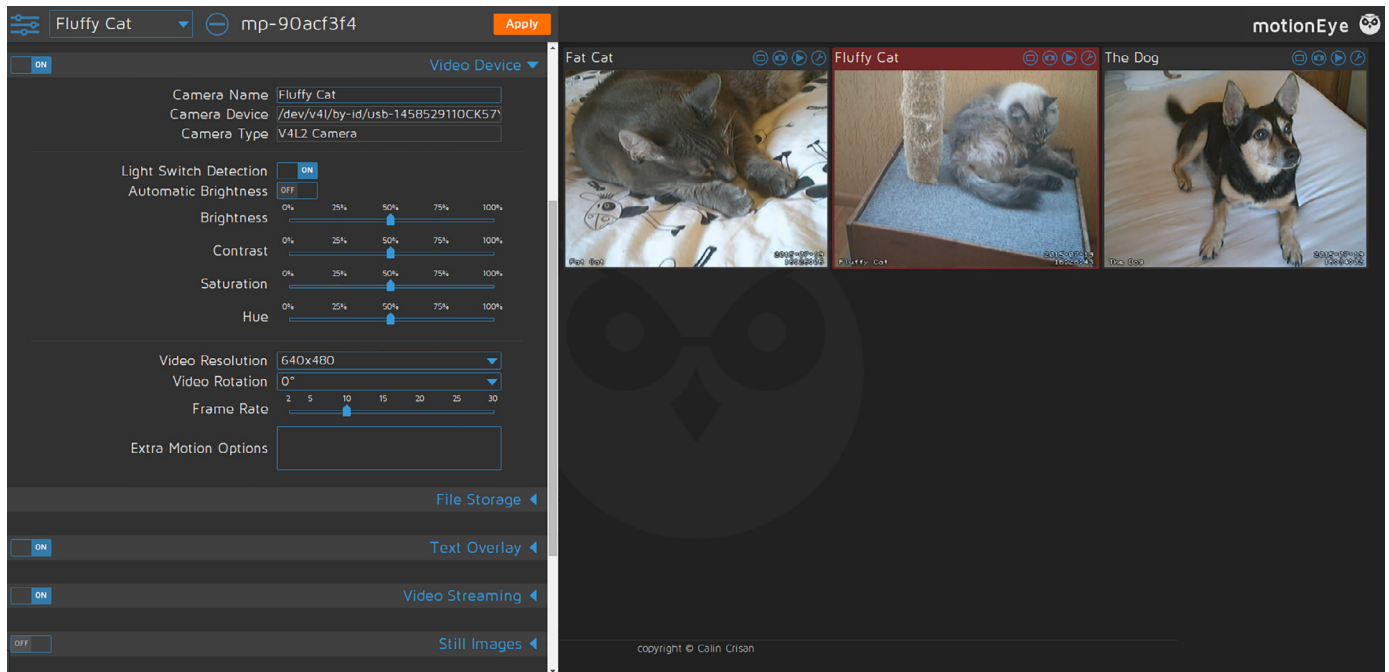 Fluffy Cat
mp-90acf3f4
Apply
motionEye
ON
Video Device
Camera Name
Fluffy Cat
Camera Device
/dev/v4l/by-id/usb-1458529110CK57
Camera Type
V4L2 Camera
Light Switch Detection
ON
Automatic Brightness
OFF
0% 25% 50% 75% 100%
Brightness
0% 25% 50% 75% 100%
Contrast
0% 25% 50% 75% 100%
Saturation
0% 25% 50% 75% 100%
Hue
Video Resolution
640x480
Video Rotation
0°
2 5 10 15 20 25 30
Frame Rate
Extra Motion Options
File Storage
ON
Text Overlay
ON
Video Streaming
OFF
Still Images
Fat Cat
Fat Cat
Fluffy Cat
Fluffy Cat
The Dog
The Dog
copyright © Calin Crisan